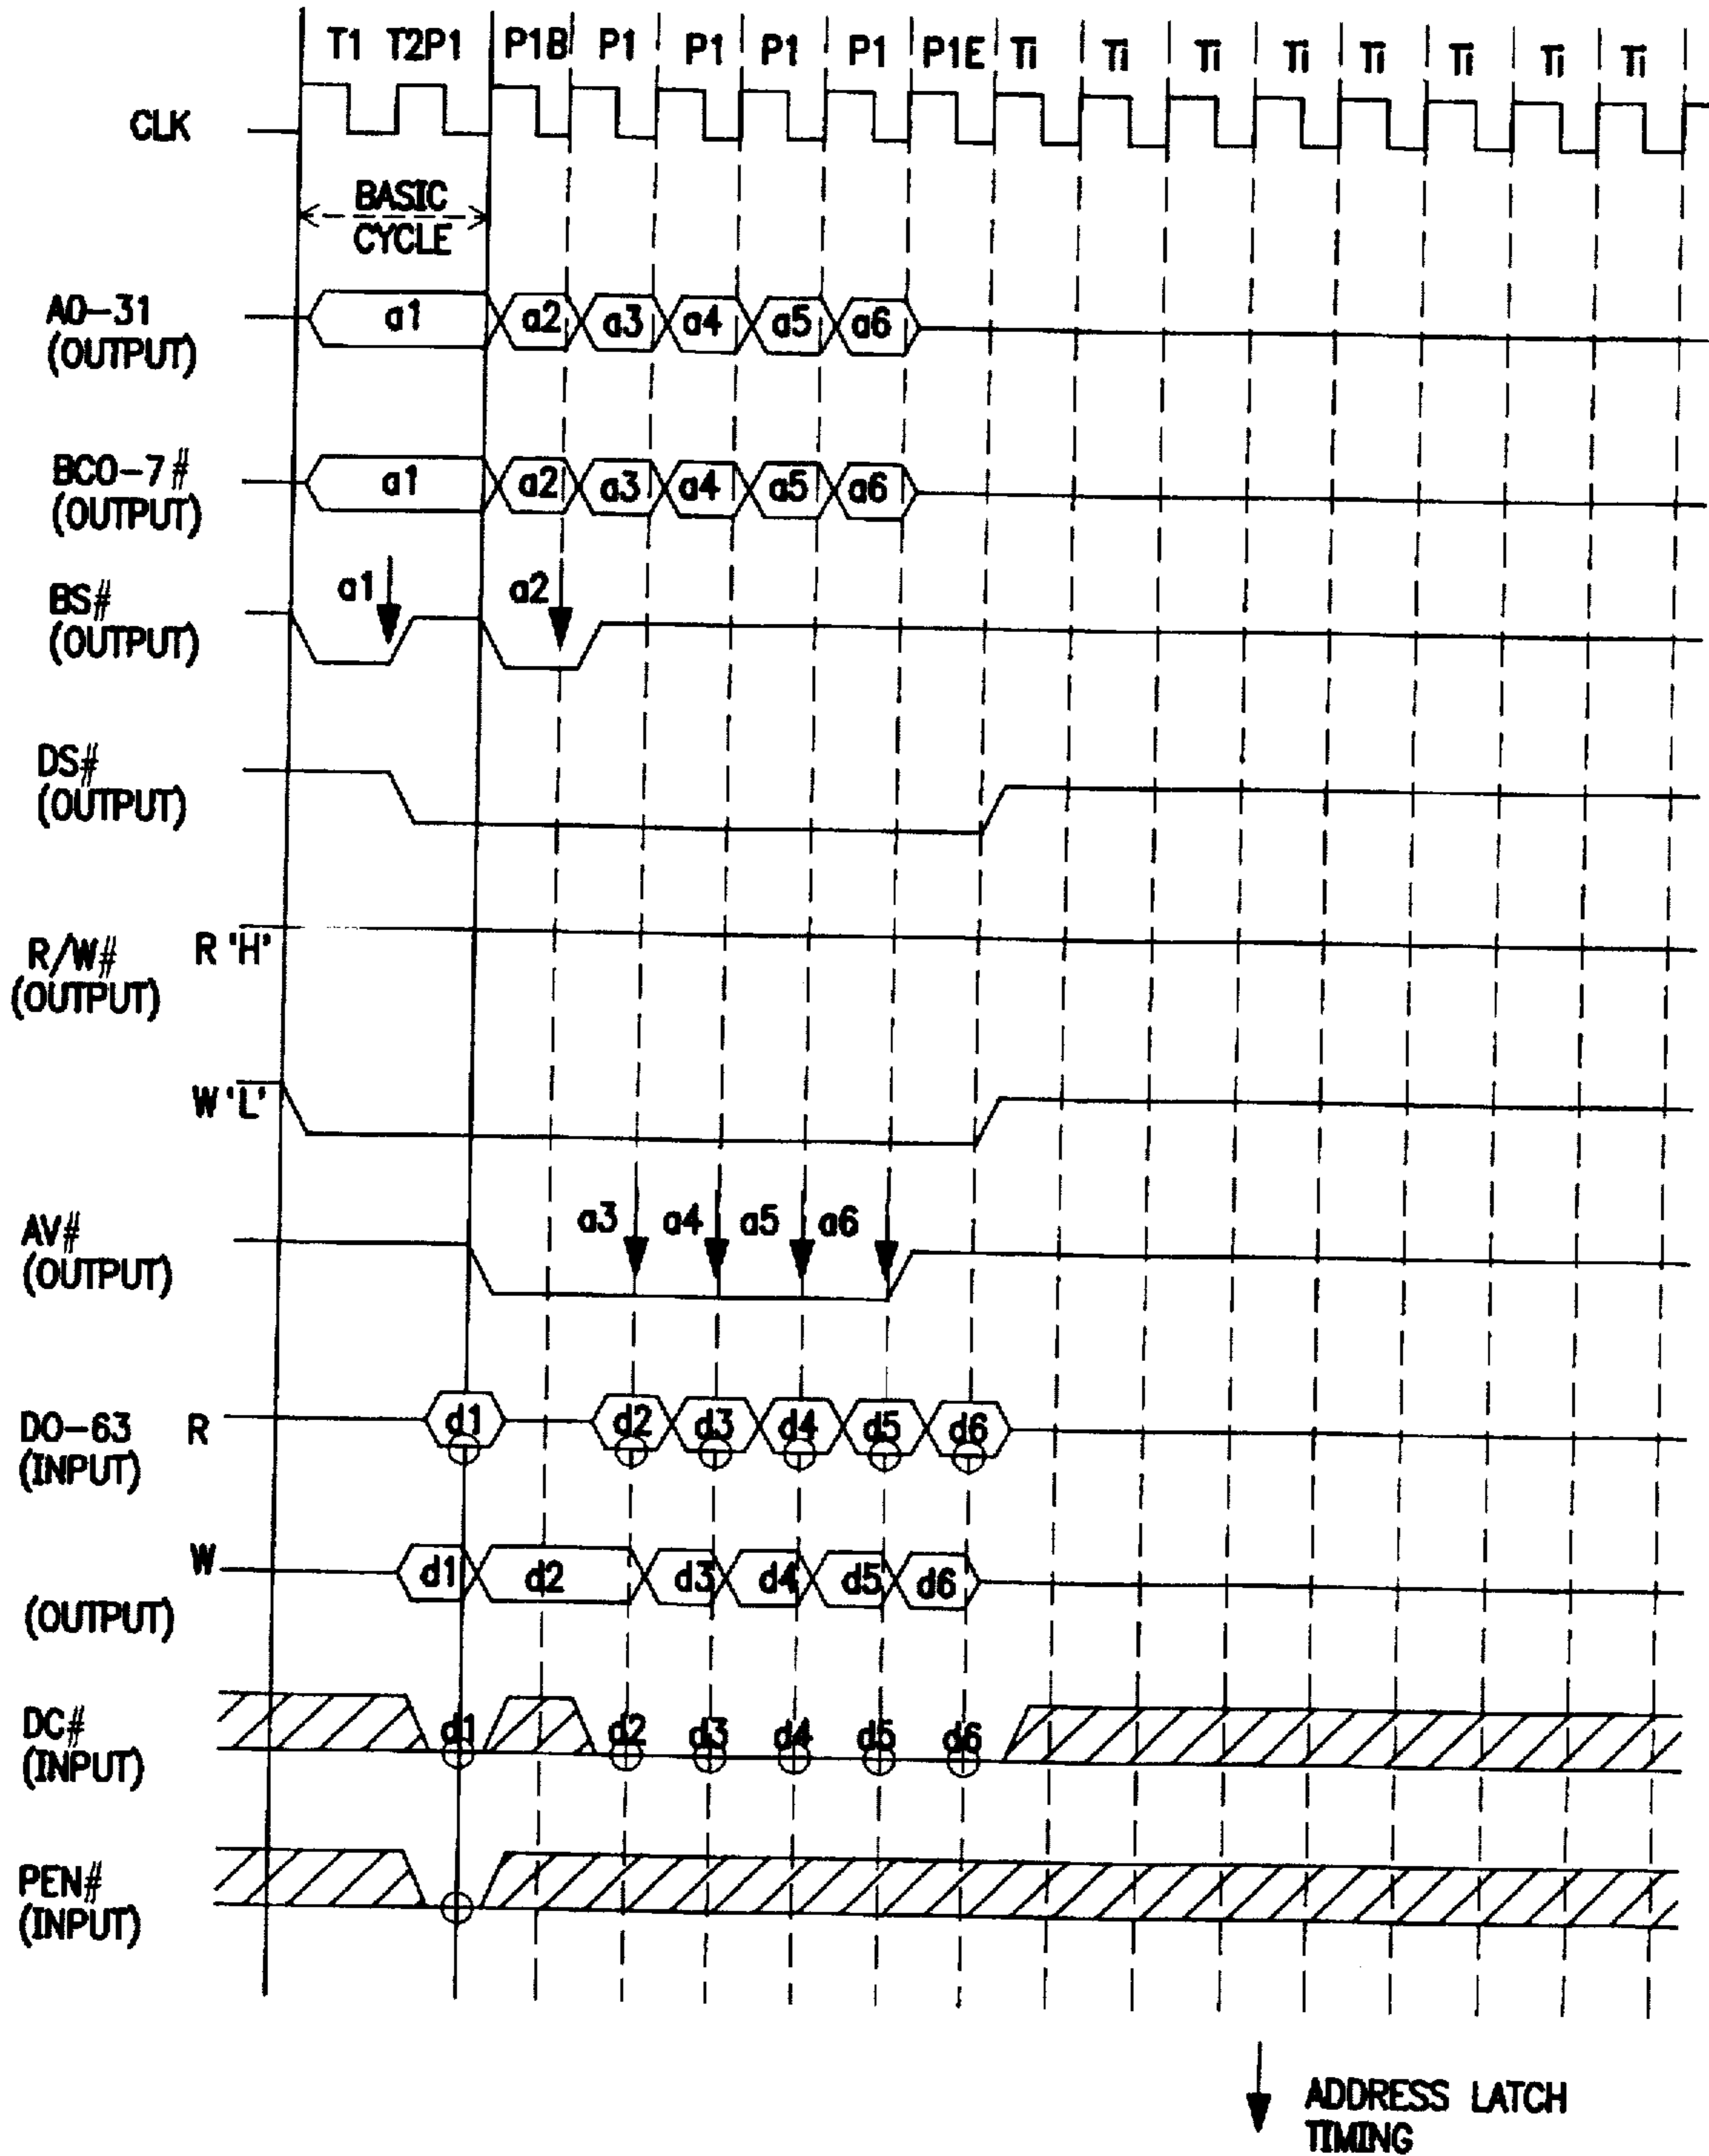 T1 T2P1 P1B P1 P1 P1 P1 P1E Ti Ti Ti Ti Ti Ti Ti Ti
CLK
BASIC
CYCLE
A0-31
(OUTPUT)
a1 a2 a3 a4 a5 a6
BC0-7#
(OUTPUT)
a1 a2 a3 a4 a5 a6
BS#
(OUTPUT)
a1 a2
DS#
(OUTPUT)
R/W#
(OUTPUT)
R 'H'
W 'L'
AV#
(OUTPUT)
a3 a4 a5 a6
D0-63 R
(INPUT)
d1 d2 d3 d4 d5 d6
W
(OUTPUT)
d1 d2 d3 d4 d5 d6
DC#
(INPUT)
d1 d2 d3 d4 d5 d6
PEN#
(INPUT)
ADDRESS LATCH
TIMING